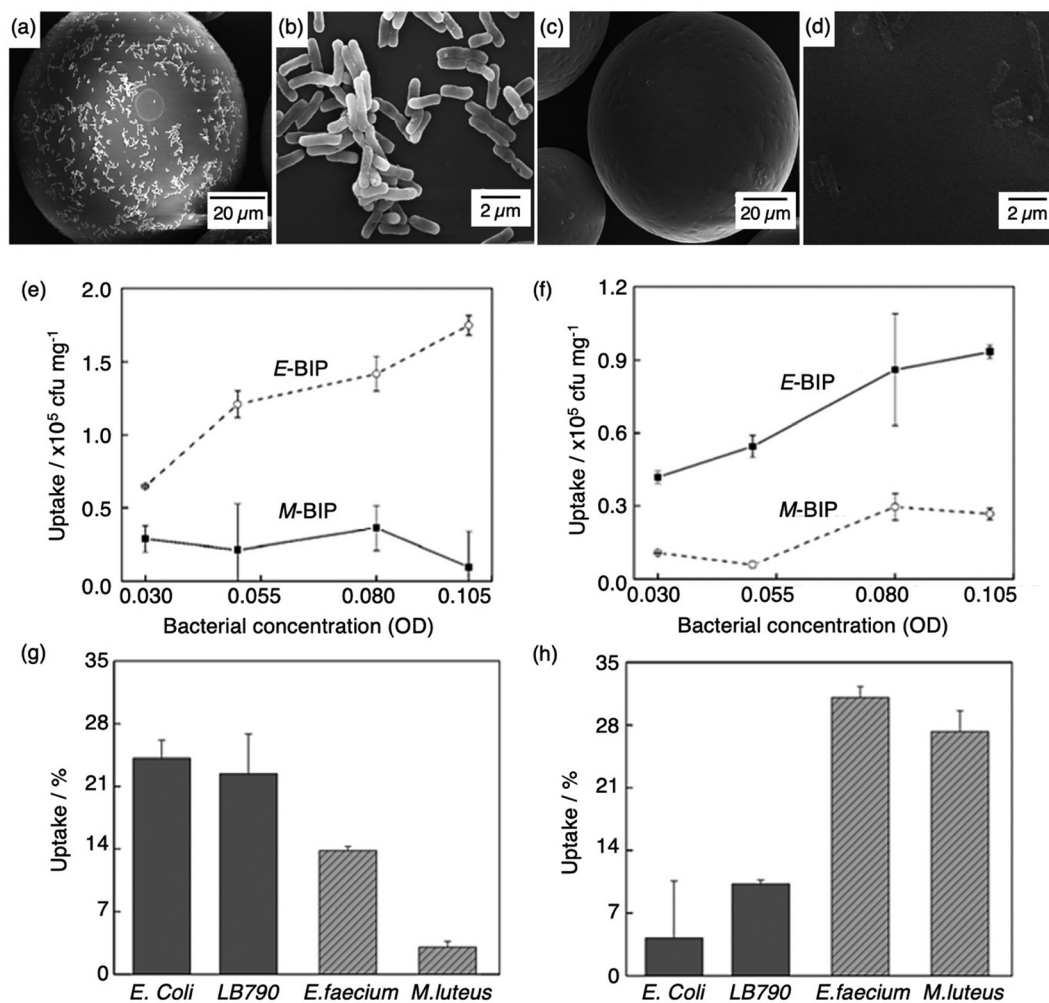 (a) (b) (c) (d)
20 µm 2 µm 20 µm 2 µm
(e)
2.0
1.5
1.0
0.5
0.0
Uptake / x10⁵ cfu mg⁻¹
E-BIP
M-BIP
0.030 0.055 0.080 0.105
Bacterial concentration (OD)
(f)
1.2
0.9
0.6
0.3
0.0
Uptake / x10⁵ cfu mg⁻¹
E-BIP
M-BIP
0.030 0.055 0.080 0.105
Bacterial concentration (OD)
(g)
35
28
21
14
7
0
Uptake / %
E. Coli LB790 E.faecium M.luteus
(h)
35
28
31
14
7
0
Uptake / %
E. Coli LB790 E.faecium M.luteus